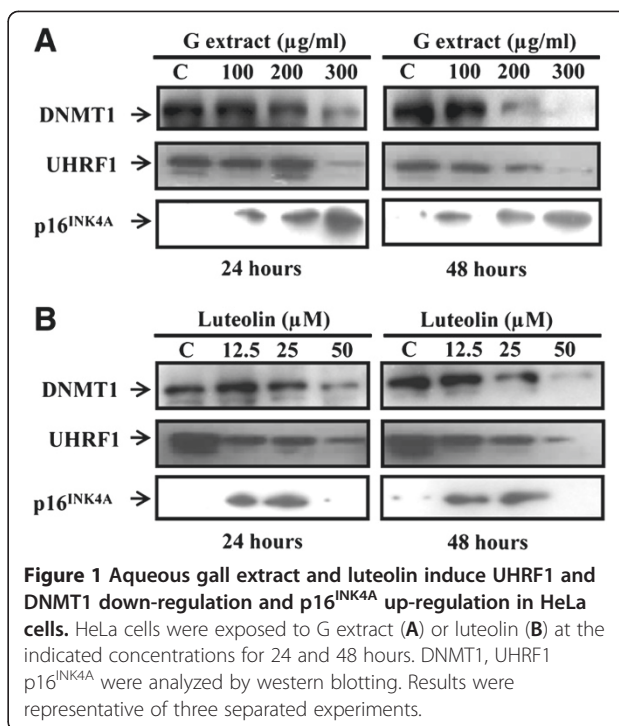 A
G extract (µg/ml) G extract (µg/ml)
C 100 200 300 C 100 200 300
DNMT1
UHRF1
p16INK4A
24 hours 48 hours
B
Luteolin (µM) Luteolin (µM)
C 12.5 25 50 C 12.5 25 50
DNMT1
UHRF1
p16INK4A
24 hours 48 hours
Figure 1 Aqueous gall extract and luteolin induce UHRF1 and
DNMT1 down-regulation and p16INK4A up-regulation in HeLa
cells. HeLa cells were exposed to G extract (A) or luteolin (B) at the
indicated concentrations for 24 and 48 hours. DNMT1, UHRF1
p16INK4A were analyzed by western blotting. Results were
representative of three separated experiments.